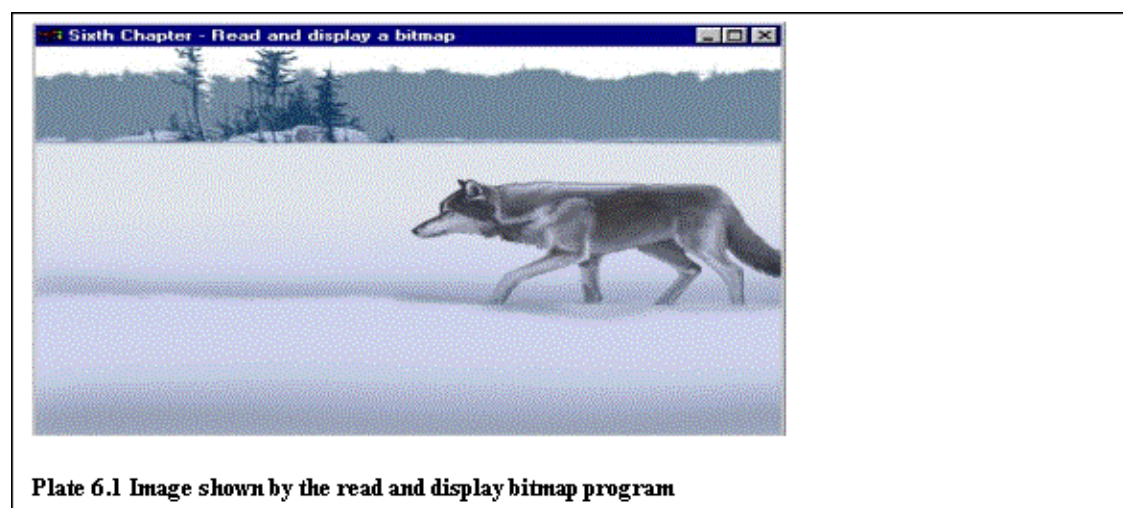 Sixth Chapter - Read and display a bitmap
Plate 6.1 Image shown by the read and display bitmap program